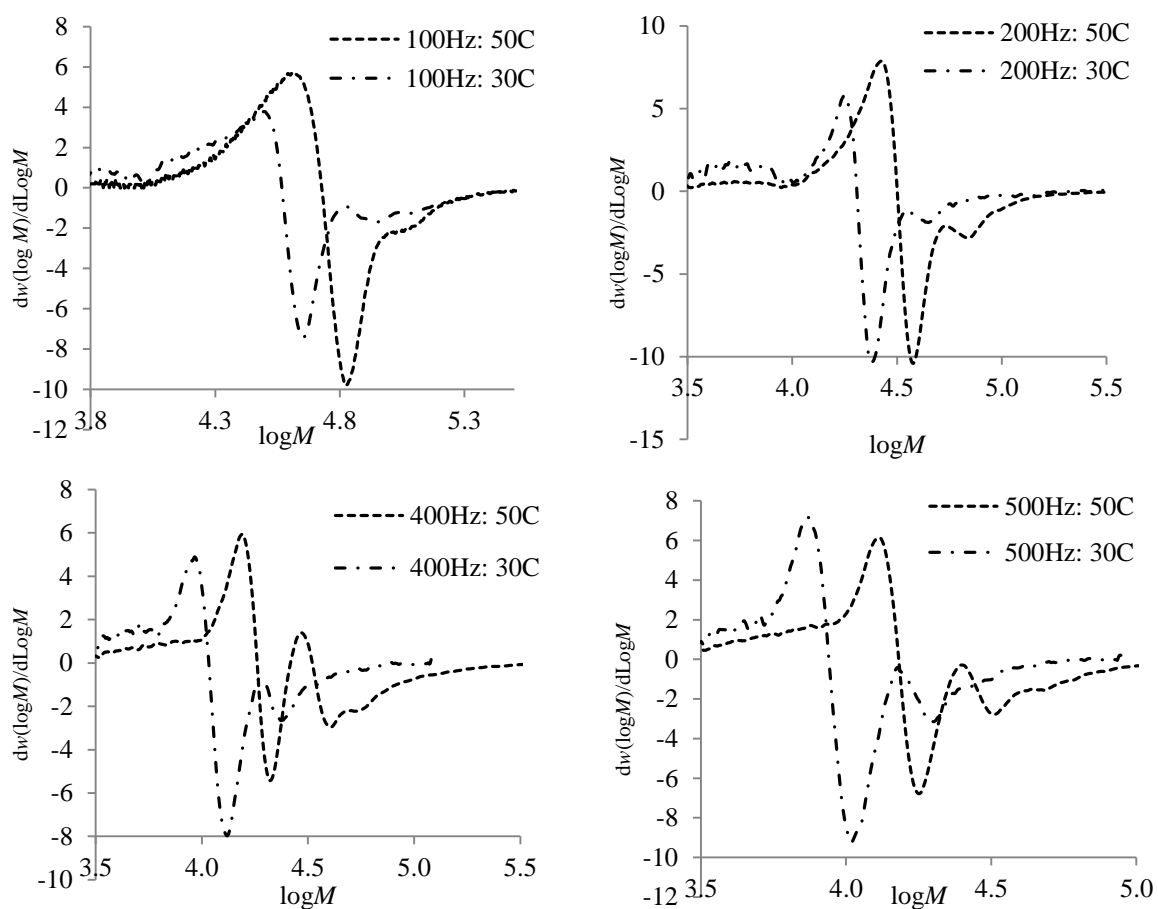 100Hz: 50C
100Hz: 30C
8
6
4
2
0
-2
-4
-6
-8
-10
-12
3.8 4.3 4.8 5.3
dw(log M)/dLogM
logM
200Hz: 50C
200Hz: 30C
10
5
0
-5
-10
-15
3.5 4.0 4.5 5.0 5.5
dw(logM)/dLogM
logM
400Hz: 50C
400Hz: 30C
8
6
4
2
0
-2
-4
-6
-8
-10
3.5 4.0 4.5 5.0 5.5
dw(logM)/dLogM
logM
500Hz: 50C
500Hz: 30C
8
6
4
2
0
-2
-4
-6
-8
-10
-12
3.5 4.0 4.5 5.0
dw(logM)/dLogM
logM